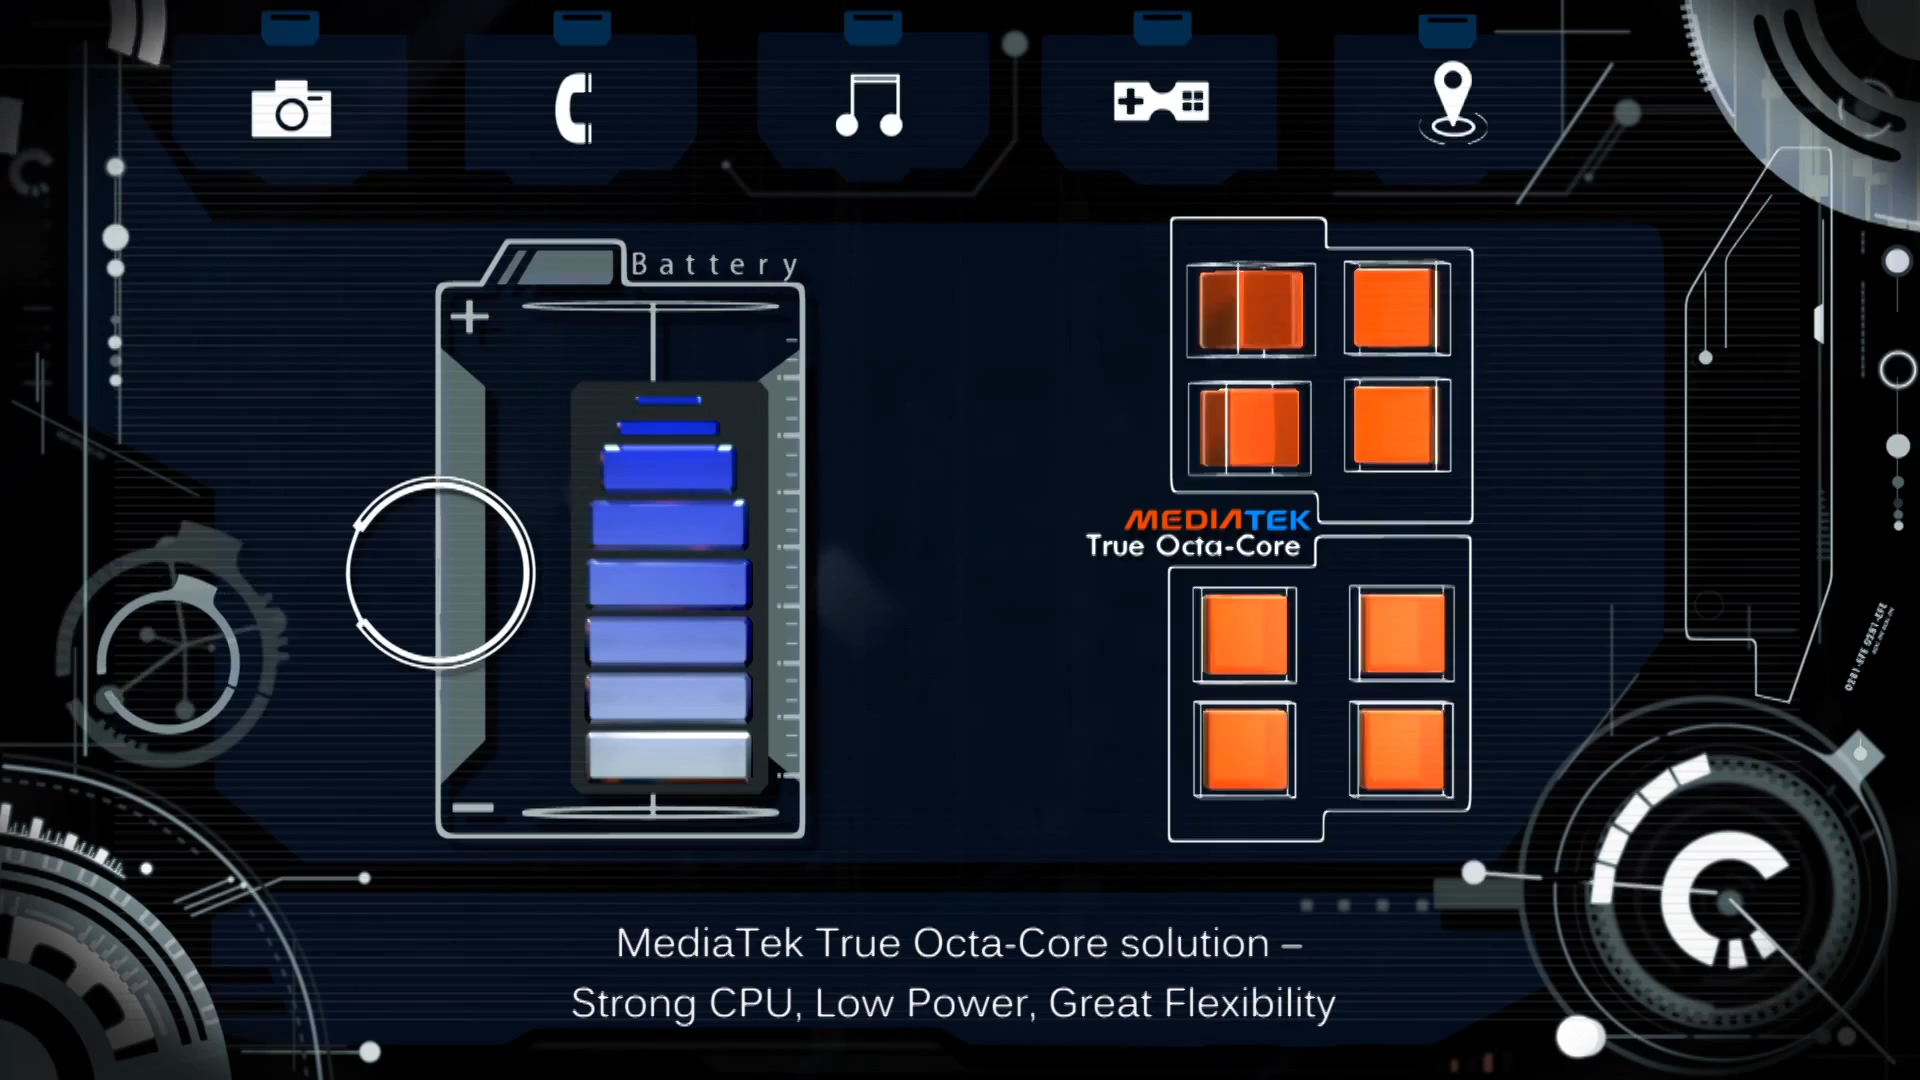 Battery
MEDIATEK
True Octa-Core
MediaTek True Octa-Core solution –
Strong CPU, Low Power, Great Flexibility